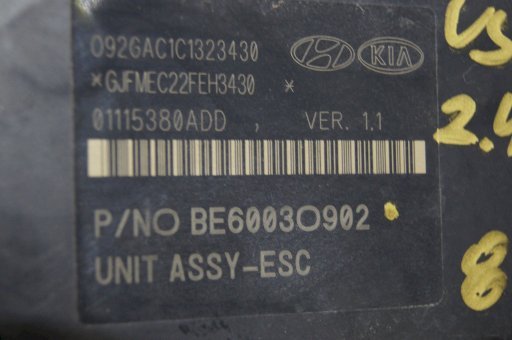 092GAC1C1323430
*GJFMEC22FEH3430 *
KIA
01115380ADD , VER. 1.1
P/NO BE60030902
UNIT ASSY-ESC
2.4
8